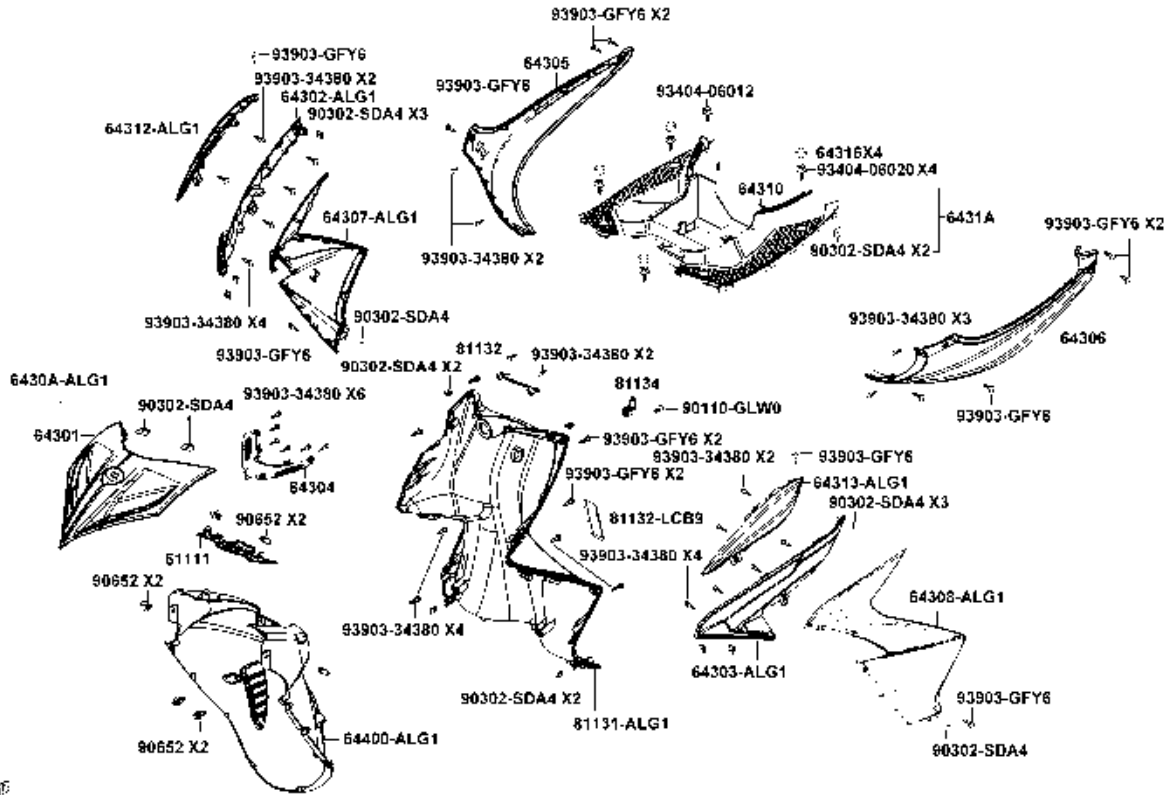 93903-GFY6 X2
93903-GFY6
64305
93903-34380 X2
93903-GFY6
93404-06012
64302-ALG1
90302-SDA4 X3
64312-ALG1
64316X4
93404-06020 X4
64310
64307-ALG1
6431A
93903-GFY6 X2
90302-SDA4 X2
93903-34380 X2
93903-34380 X4
90302-SDA4
93903-34380 X3
64306
93903-GFY6
81132
93903-34380 X2
90302-SDA4 X2
6430A-ALG1
93903-34380 X6
81134
90302-SDA4
90110-GLW0
93903-GFY6
64301
93903-GFY6 X2
93903-34380 X2
93903-GFY6
64304
93903-GFY6 X2
64313-ALG1
90302-SDA4 X3
90652 X2
81132-LCB9
61111
93903-34380 X4
90652 X2
64308-ALG1
93903-34380 X4
64303-ALG1
90302-SDA4 X2
93903-GFY6
81131-ALG1
64400-ALG1
90652 X2
90302-SDA4